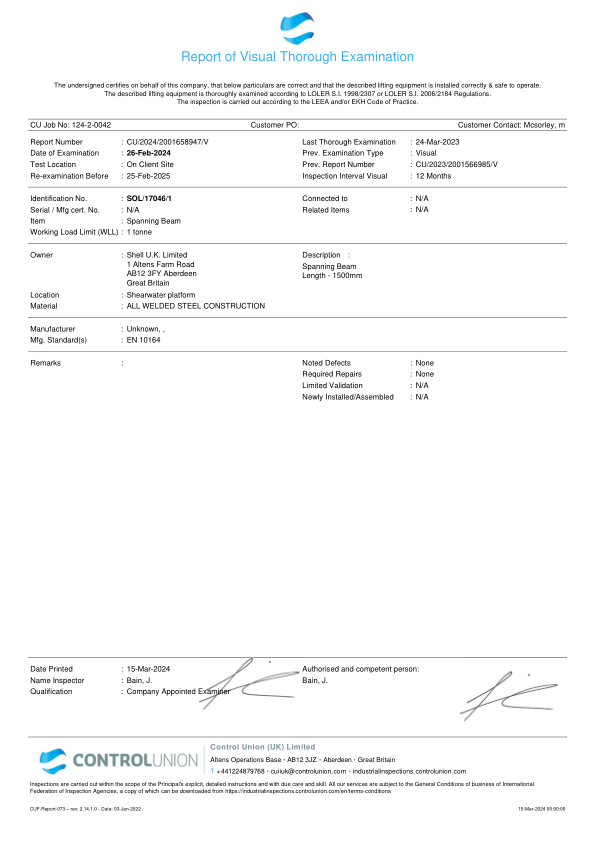 Report of Visual Thorough Examination
The undersigned certifies on behalf of this company, that below particulars are correct and that the described lifting equipment is installed correctly & safe to operate.
The described lifting equipment is thoroughly examined according to LOLER S.I. 1998/2307 or LOLER S.I. 2006/2184 Regulations.
The inspection is carried out according to the LEEA and/or EKH Code of Practice.
CU Job No: 124-2-0042 Customer PO: Customer Contact: Mcsorley, m
Report Number : CU/2024/2001658947/V Last Thorough Examination : 24-Mar-2023
Date of Examination : 26-Feb-2024 Prev. Examination Type : Visual
Test Location : On Client Site Prev. Report Number : CU/2023/2001566985/V
Re-examination Before : 25-Feb-2025 Inspection Interval Visual : 12 Months
Identification No. : SOL/17046/1 Connected to : N/A
Serial / Mfg cert. No. : N/A Related Items : N/A
Item : Spanning Beam
Working Load Limit (WLL) : 1 tonne
Owner : Shell U.K. Limited Description :
1 Altens Farm Road Spanning Beam
AB12 3FY Aberdeen Length - 1500mm
Great Britain
Location : Shearwater platform
Material : ALL WELDED STEEL CONSTRUCTION
Manufacturer : Unknown, ,
Mfg. Standard(s) : EN 10164
Remarks : Noted Defects : None
Required Repairs : None
Limited Validation : N/A
Newly Installed/Assembled : N/A
Date Printed : 15-Mar-2024 Authorised and competent person:
Name Inspector : Bain, J. Bain, J.
Qualification : Company Appointed Examiner
CONTROLUNION
Control Union (UK) Limited
Altens Operations Base · AB12 3JZ · Aberdeen · Great Britain
T +441224879768 · cuiiuk@controlunion.com · industrialinspections.controlunion.com
Inspections are carried out within the scope of the Principal's explicit, detailed instructions and with due care and skill. All our services are subject to the General Conditions of business of International
Federation of Inspection Agencies, a copy of which can be downloaded from https://industrialinspections.controlunion.com/en/terms-conditions
CUF-Report-073 – rev: 2.14.1.0 - Date: 03-Jun-2022 15-Mar-2024 00:00:00